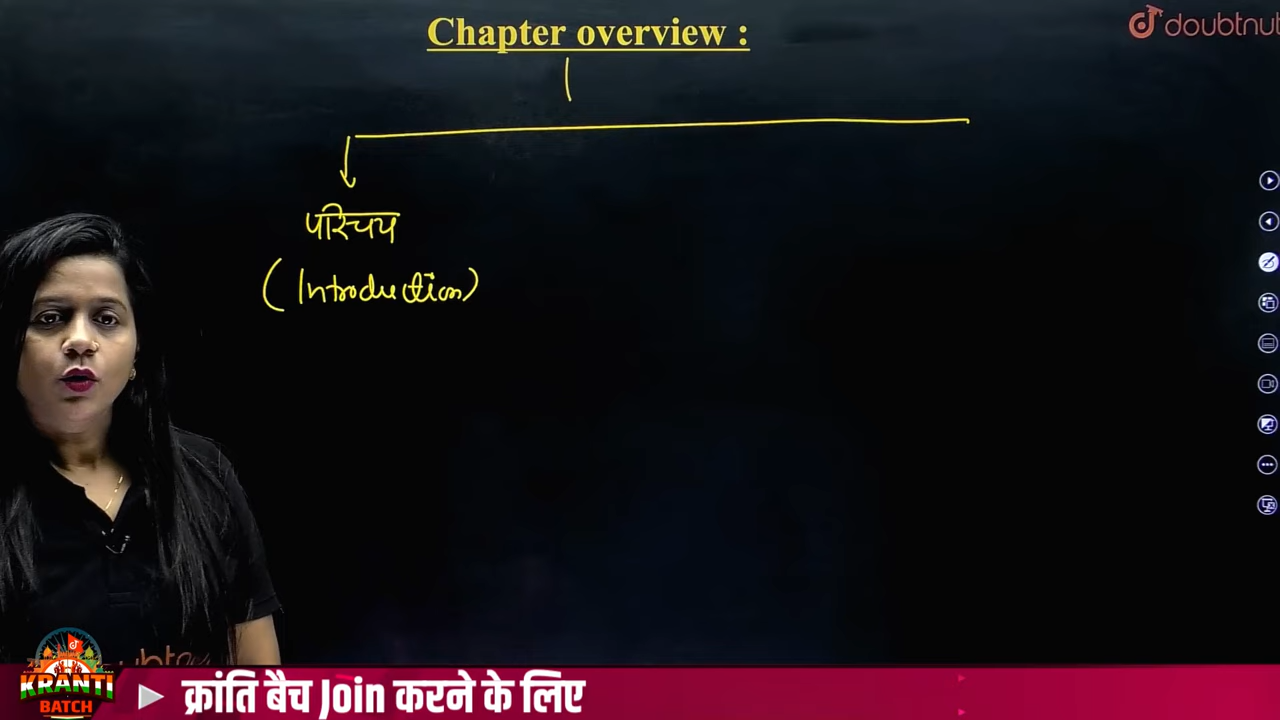 Chapter overview :
doubtnut
परिचय
(Introduction)
KRANTI
BATCH
क्रांति बैच Join करने के लिए